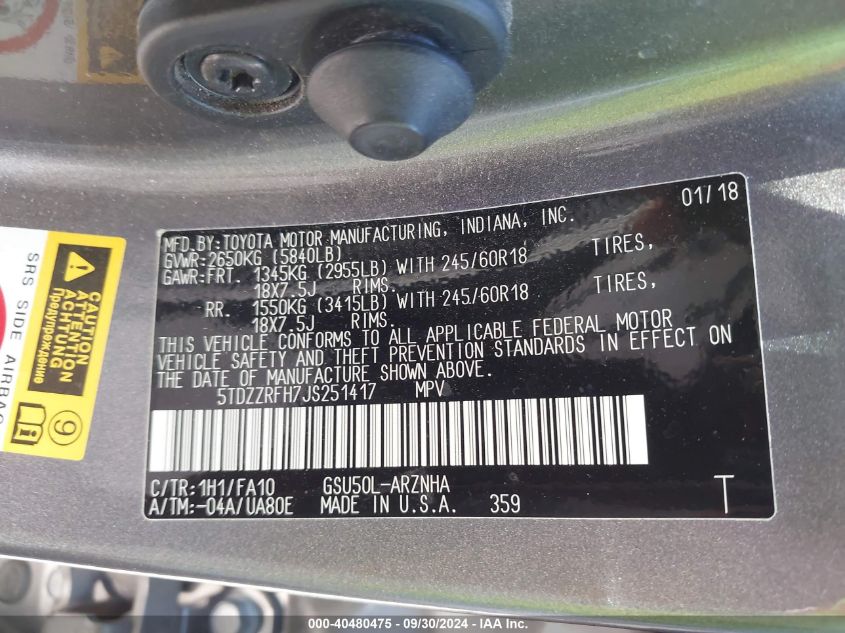 01/18
MFD. BY: TOYOTA MOTOR MANUFACTURING, INDIANA, INC.
GVWR: 2650KG (5840LB)
GAWR: FRT. 1345KG (2955LB) WITH 245/60R18 TIRES,
18X7.5J RIMS.
RR. 1550KG (3415LB) WITH 245/60R18 TIRES,
18X7.5J RIMS.
THIS VEHICLE CONFORMS TO ALL APPLICABLE FEDERAL MOTOR
VEHICLE SAFETY AND THEFT PREVENTION STANDARDS IN EFFECT ON
THE DATE OF MANUFACTURE SHOWN ABOVE.
5TDZZRFH7JS251417 MPV
C/TR: 1H1/FA10 GSU50L-ARZNHA
A/TM: -04A/UA80E MADE IN U.S.A. 359 T
CAUTION
ATTENTION
ACHTUNG
Предупреждение
9
SRS SIDE AIRBAG
000-40480475 - 09/30/2024 - IAA Inc.